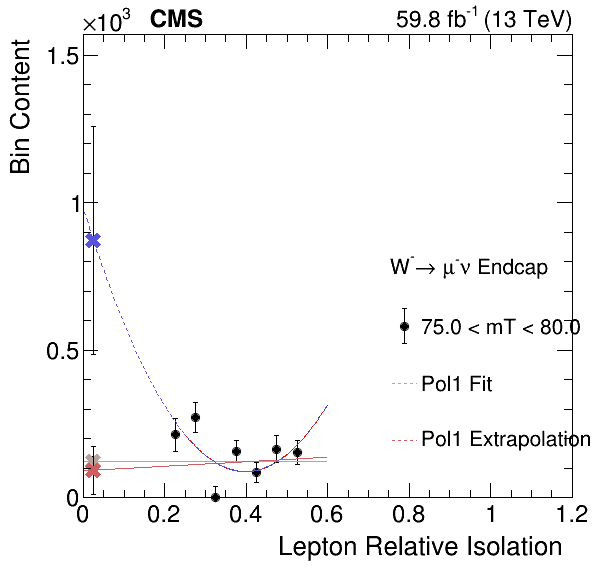 ×10³ CMS 59.8 fb⁻¹ (13 TeV)
Bin Content
1.5
1
0.5
0
W⁻→ μ⁻ν Endcap
75.0 < mT < 80.0
Pol1 Fit
Pol1 Extrapolation
0 0.2 0.4 0.6 0.8 1 1.2
Lepton Relative Isolation